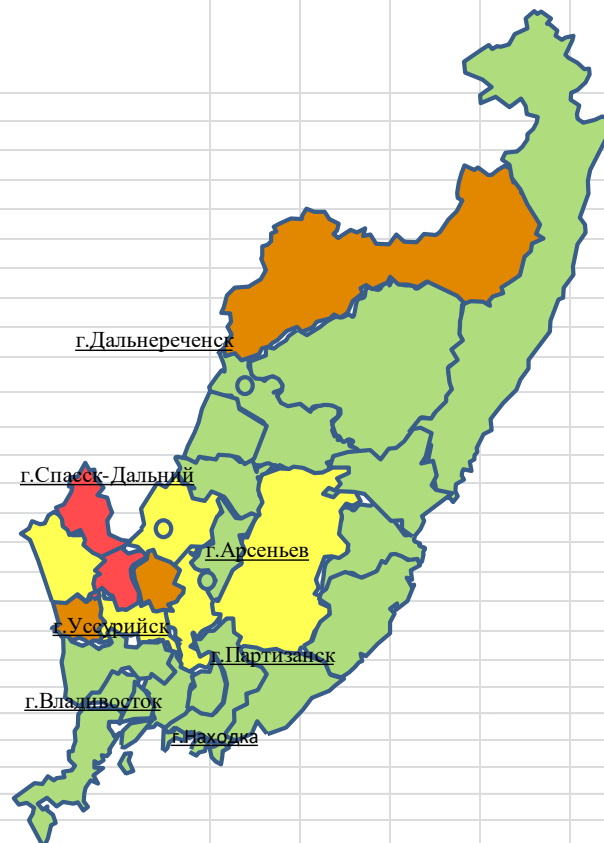 г.Дальнереченск
г.Спасск-Дальний
г.Арсеньев
г.Уссурийск
г.Партизанск
г.Владивосток
г.Находка